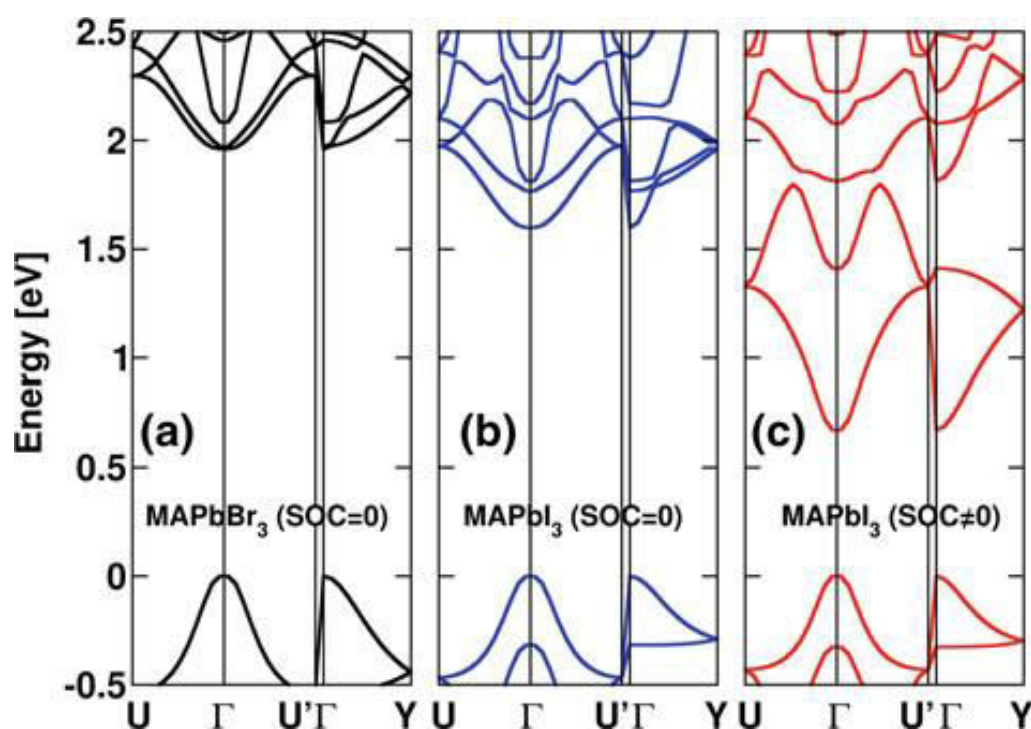 2.5
2
1.5
1
0.5
0
-0.5
Energy [eV]
(a)
MAPbBr₃ (SOC=0)
U Γ U' Γ Y
(b)
MAPbI₃ (SOC=0)
U Γ U' Γ Y
(c)
MAPbI₃ (SOC≠0)
U Γ U' Γ Y